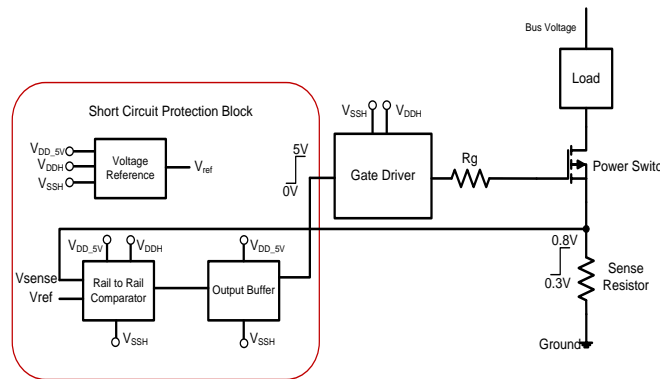 Bus Voltage
Load
Short Circuit Protection Block
VSSH
VDDH
VDD_5V
VDDH
VSSH
Voltage
Reference
Vref
5V
0V
Gate Driver
Rg
Power Switc
VDD_5V
VDDH
VDD_5V
0.8V
0.3V
Vsense
Vref
Rail to Rail
Comparator
Output Buffer
Sense
Resistor
VSSH
VSSH
Ground